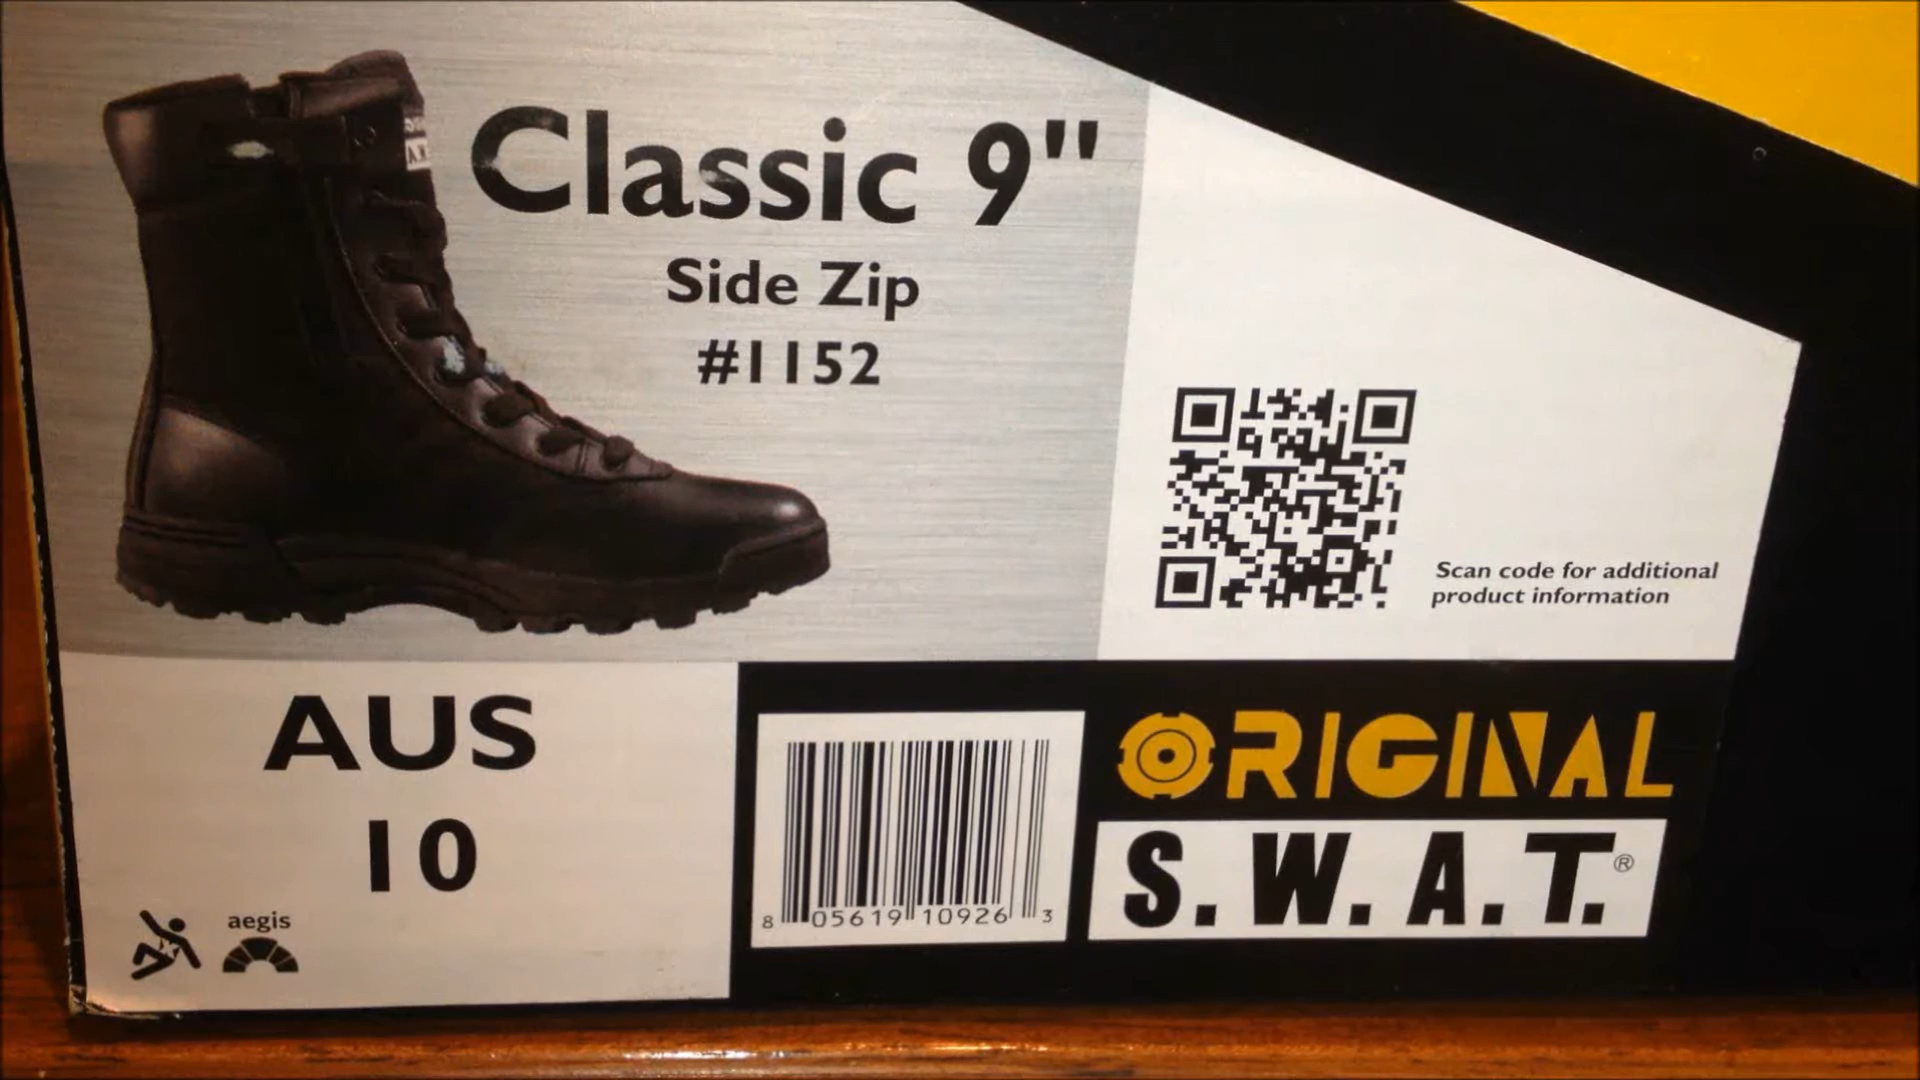 Classic 9"
Side Zip
#1152
Scan code for additional
product information
AUS
10
aegis
8 05619 10926 3
ORIGINAL
S.W.A.T.®